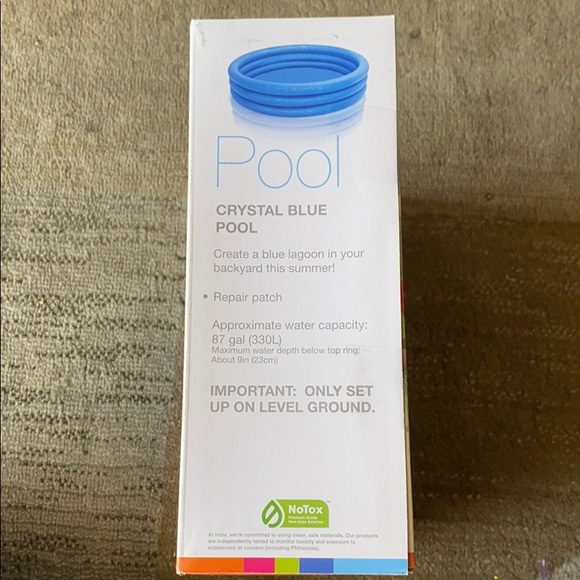 Pool
CRYSTAL BLUE
POOL
Create a blue lagoon in your
backyard this summer!
• Repair patch
Approximate water capacity:
87 gal (330L)
Maximum water depth below top ring:
About 9in (23cm)
IMPORTANT: ONLY SET
UP ON LEVEL GROUND.
NoTox™
At Intex, we're committed to using clean, safe materials. Our products
are independently tested to monitor toxicity and exposure to
substances of concern (including Phthalates).